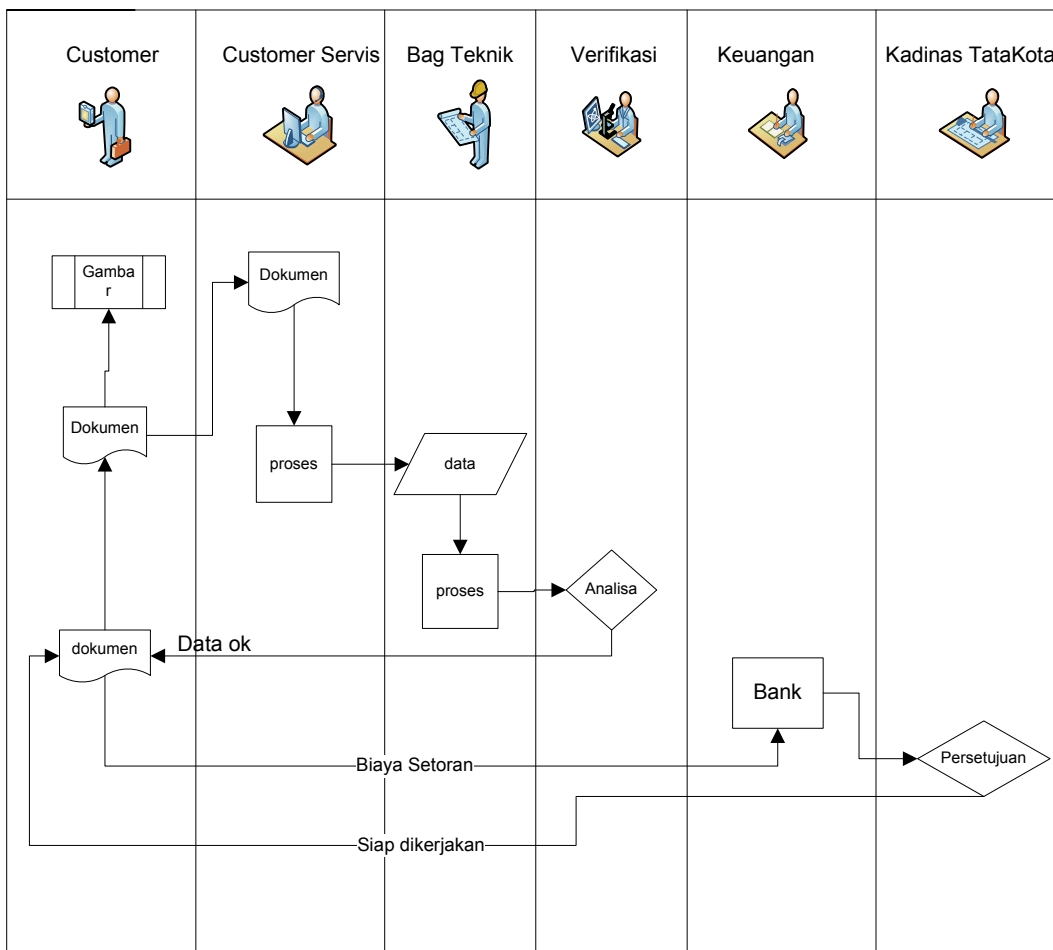 Customer
Customer Servis
Bag Teknik
Verifikasi
Keuangan
Kadinas TataKota
Gamba
r
Dokumen
Dokumen
proses
data
proses
Analisa
dokumen
Data ok
Bank
Persetujuan
Biaya Setoran
Siap dikerjakan